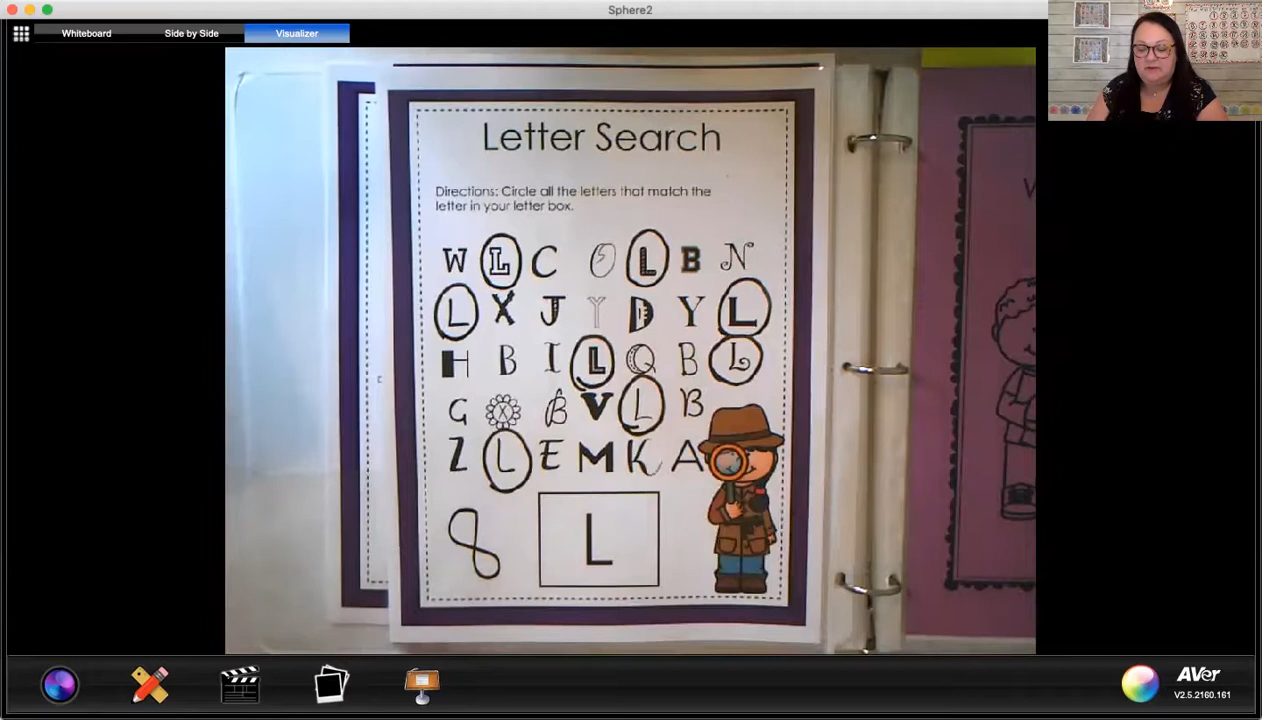 Sphere2
Whiteboard Side by Side Visualizer
Letter Search
Directions: Circle all the letters that match the
letter in your letter box.
W L C O L B N
L X J Y D Y L
H B I L Q B L
G X B V L B
Z L E M K A
8 L
AVer
V2.5.2160.161